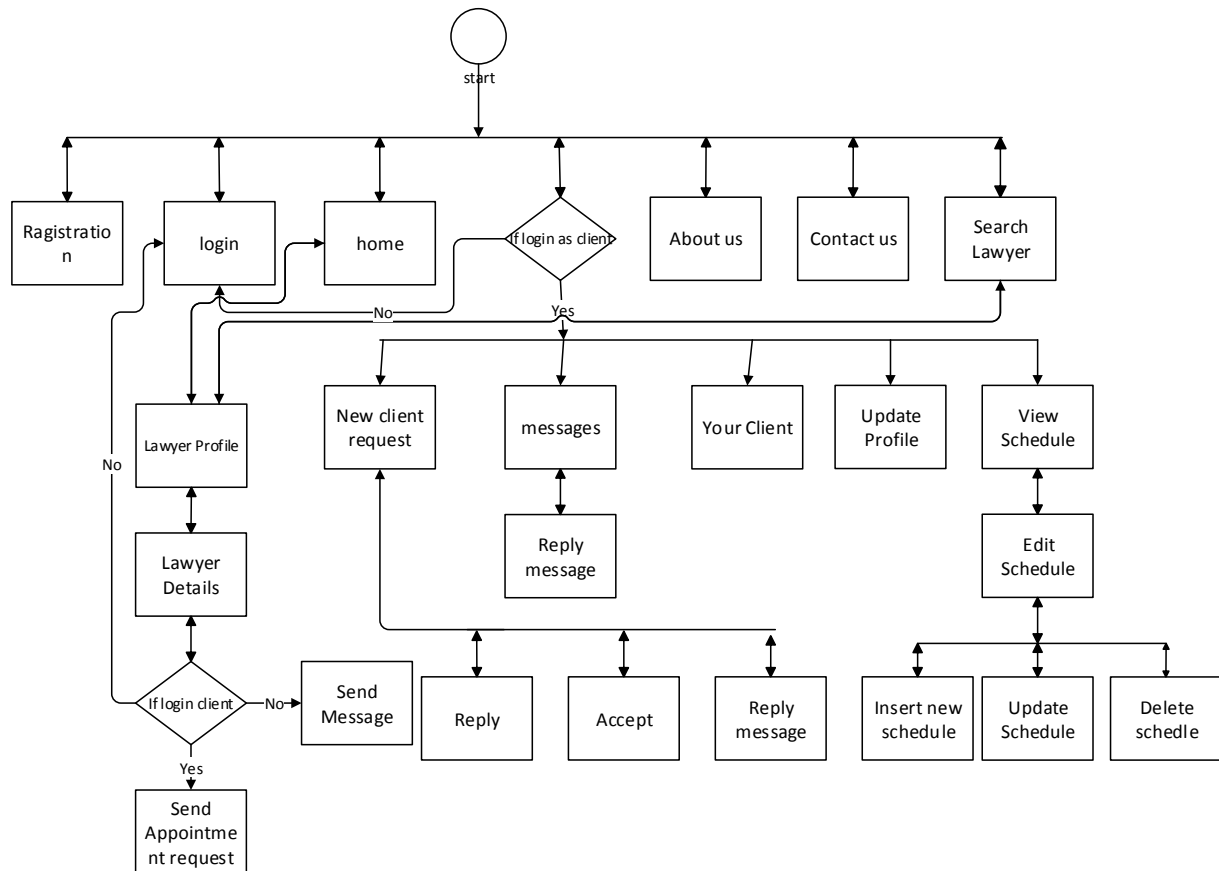 start
Ragistratio
n
login
home
If login as client
About us
Contact us
Search
Lawyer
No
Yes
New client
request
messages
Your Client
Update
Profile
View
Schedule
Lawyer Profile
No
Reply
message
Edit
Schedule
Lawyer
Details
If login client
No
Send
Message
Reply
Accept
Reply
message
Insert new
schedule
Update
Schedule
Delete
schedle
Yes
Send
Appointme
nt request